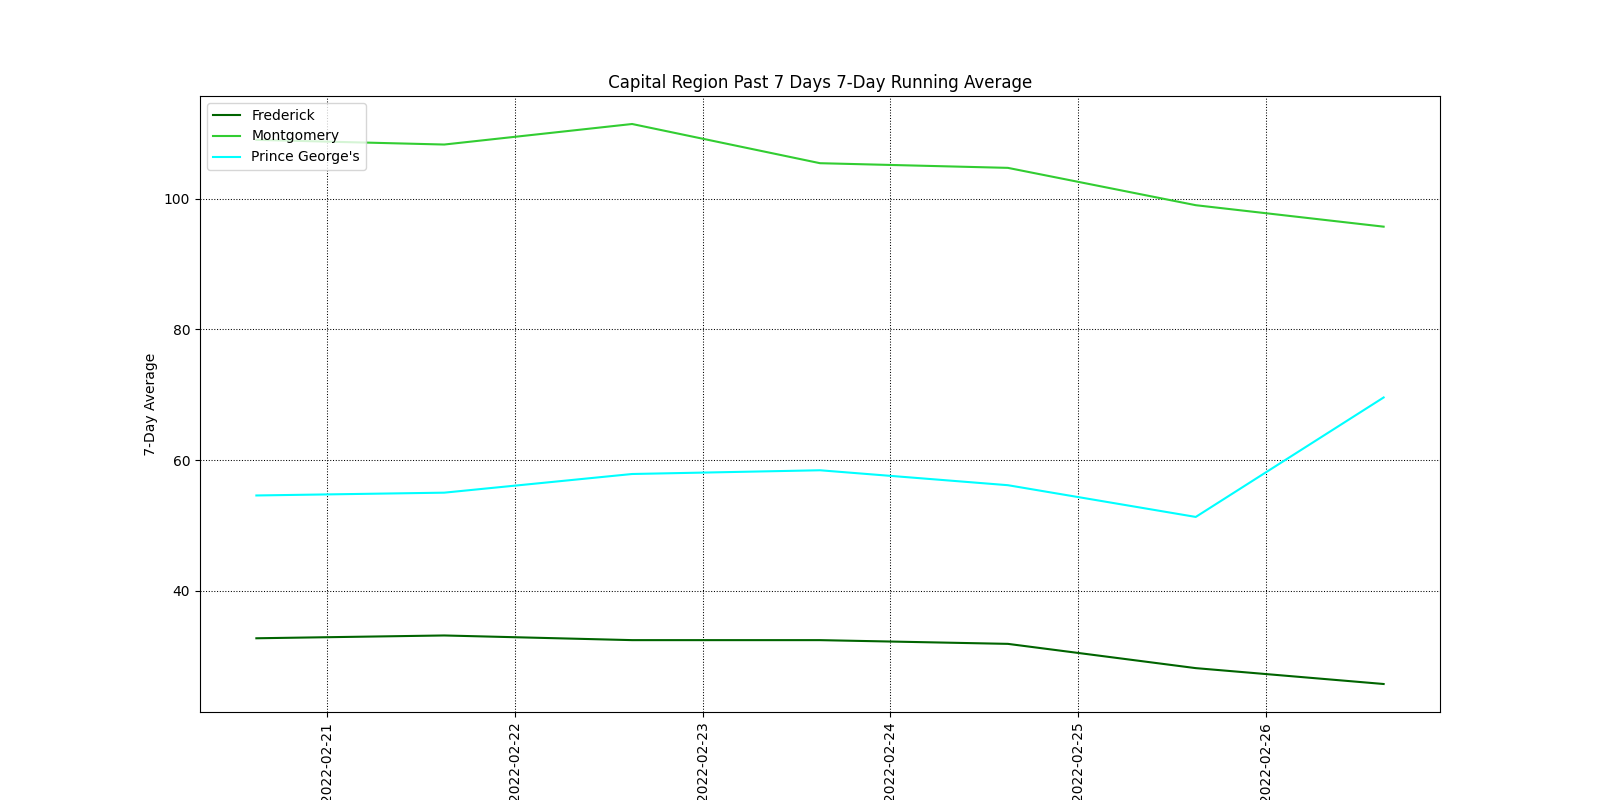 Capital Region Past 7 Days 7-Day Running Average
Frederick
Montgomery
Prince George's
100
80
60
40
7-Day Average
2022-02-21
2022-02-22
2022-02-23
2022-02-24
2022-02-25
2022-02-26